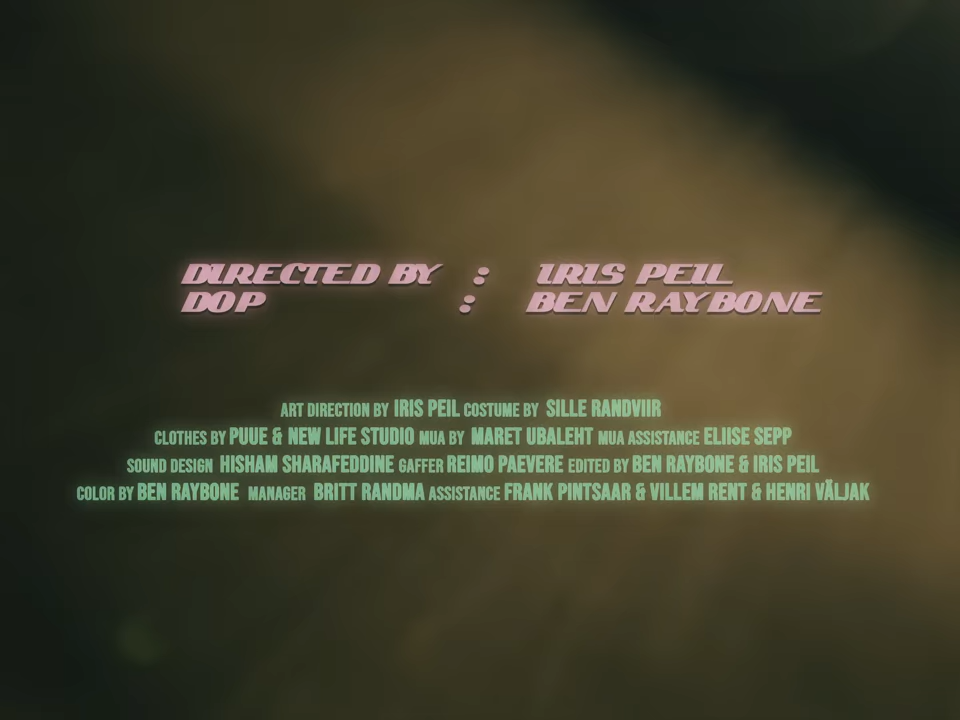 DIRECTED BY : IRIS PEIL
DOP : BEN RAYBONE
ART DIRECTION BY IRIS PEIL COSTUME BY SILLE RANDVIIR
CLOTHES BY PUUE & NEW LIFE STUDIO MUA BY MARET UBALEHT MUA ASSISTANCE ELIISE SEPP
SOUND DESIGN HISHAM SHARAFEDDINE GAFFER REIMO PAEVERE EDITED BY BEN RAYBONE & IRIS PEIL
COLOR BY BEN RAYBONE MANAGER BRITT RANDMA ASSISTANCE FRANK PINTSAAR & VILLEM RENT & HENRI VÄLJAK